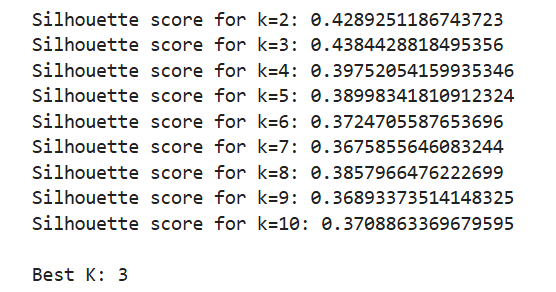 Silhouette score for k=2: 0.4289251186743723
Silhouette score for k=3: 0.4384428818495356
Silhouette score for k=4: 0.39752054159935346
Silhouette score for k=5: 0.38998341810912324
Silhouette score for k=6: 0.3724705587653696
Silhouette score for k=7: 0.3675855646083244
Silhouette score for k=8: 0.3857966476222699
Silhouette score for k=9: 0.36893373514148325
Silhouette score for k=10: 0.3708863369679595
Best K: 3